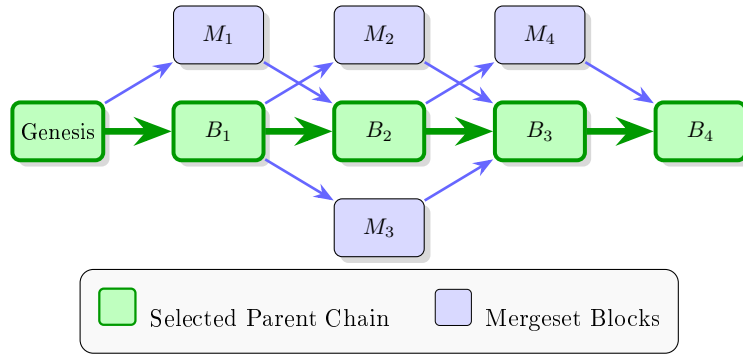 M₁ M₂ M₄
Genesis B₁ B₂ B₃ B₄
M₃
Selected Parent Chain Mergeset Blocks